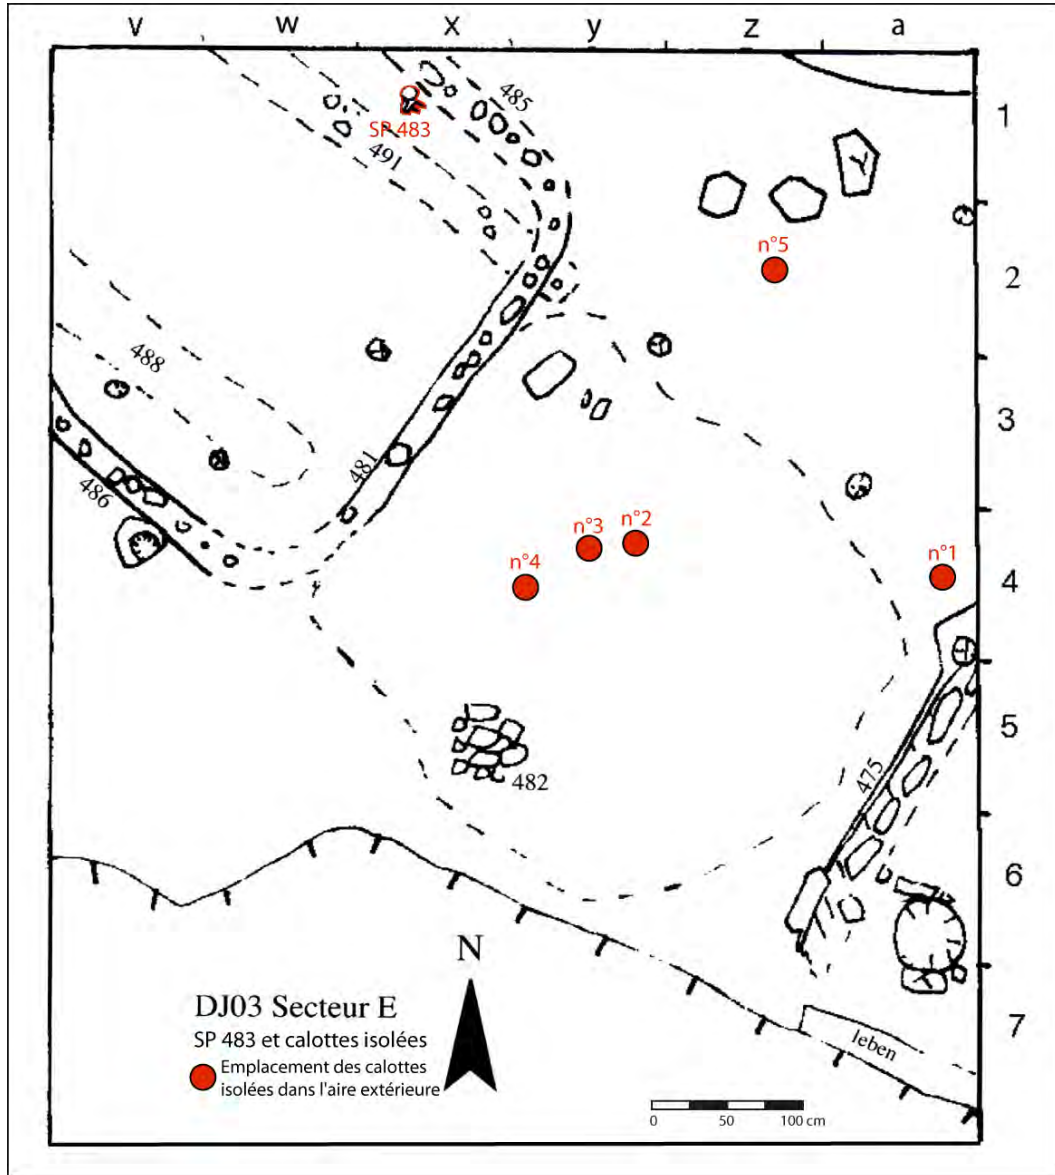 v w x y z a
485
1
SP 483
491
n°5
2
488
3
481
486
n°3 n°2
n°4
n°1
4
5
475
482
6
N
DJ03 Secteur E
7
SP 483 et calottes isolées
leben
Emplacement des calottes
isolées dans l'aire extérieure
0 50 100 cm